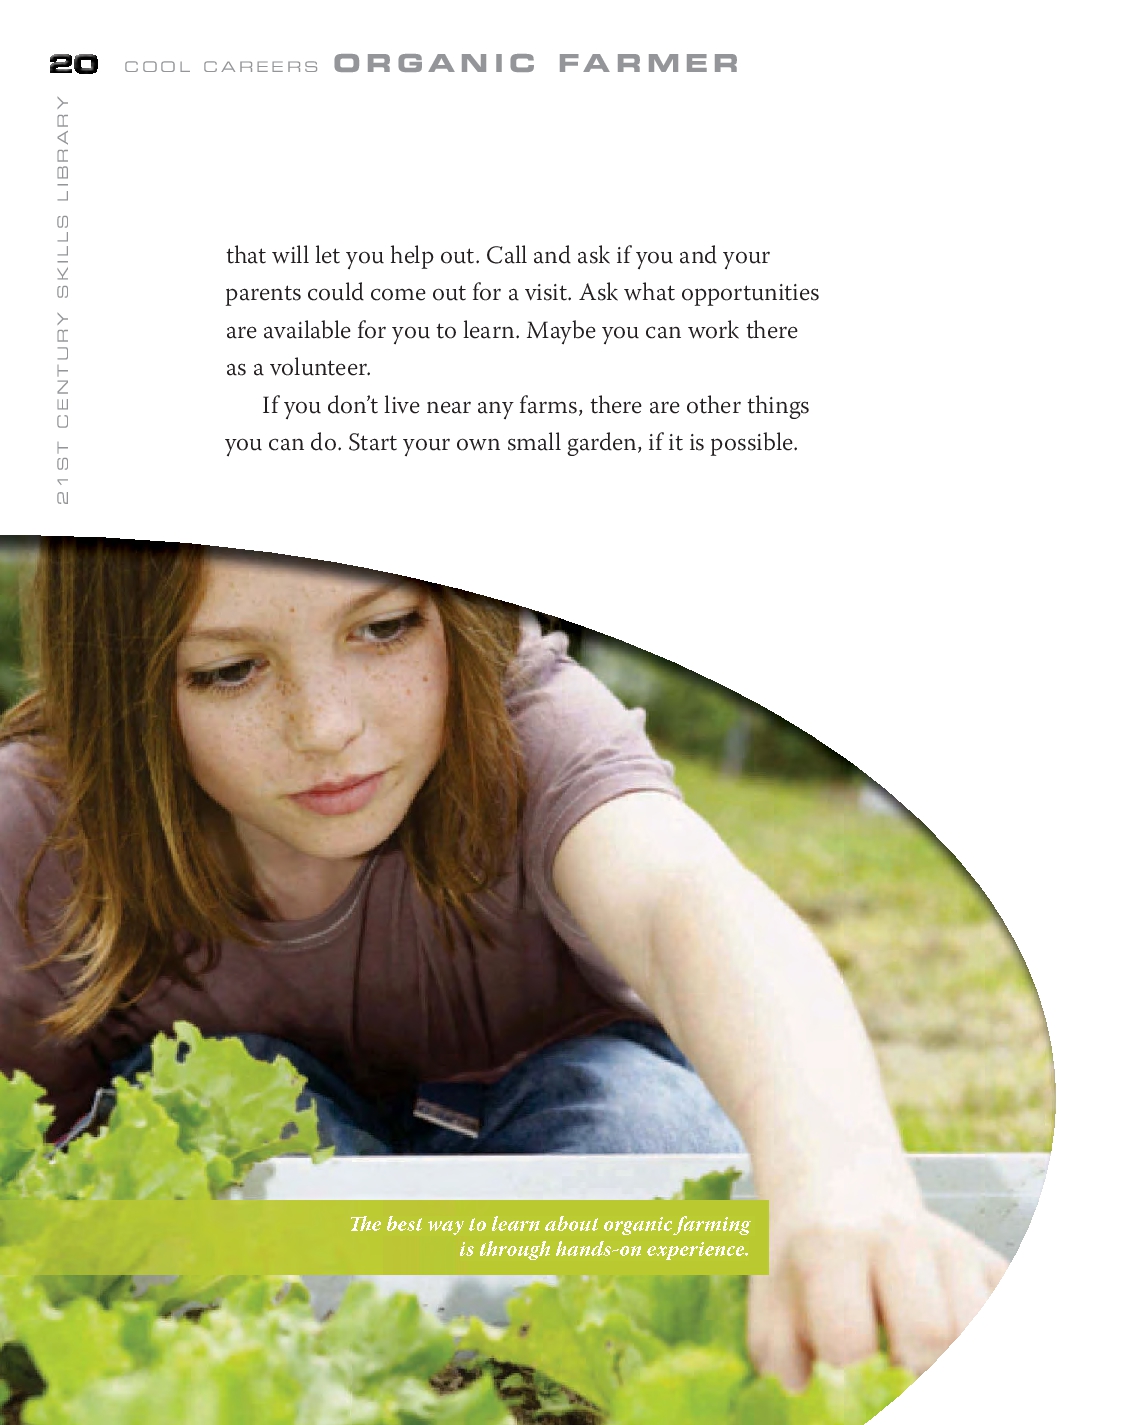 20 COOL CAREERS ORGANIC FARMER
21ST CENTURY SKILLS LIBRARY
that will let you help out. Call and ask if you and your
parents could come out for a visit. Ask what opportunities
are available for you to learn. Maybe you can work there
as a volunteer.
If you don’t live near any farms, there are other things
you can do. Start your own small garden, if it is possible.
The best way to learn about organic farming
is through hands-on experience.